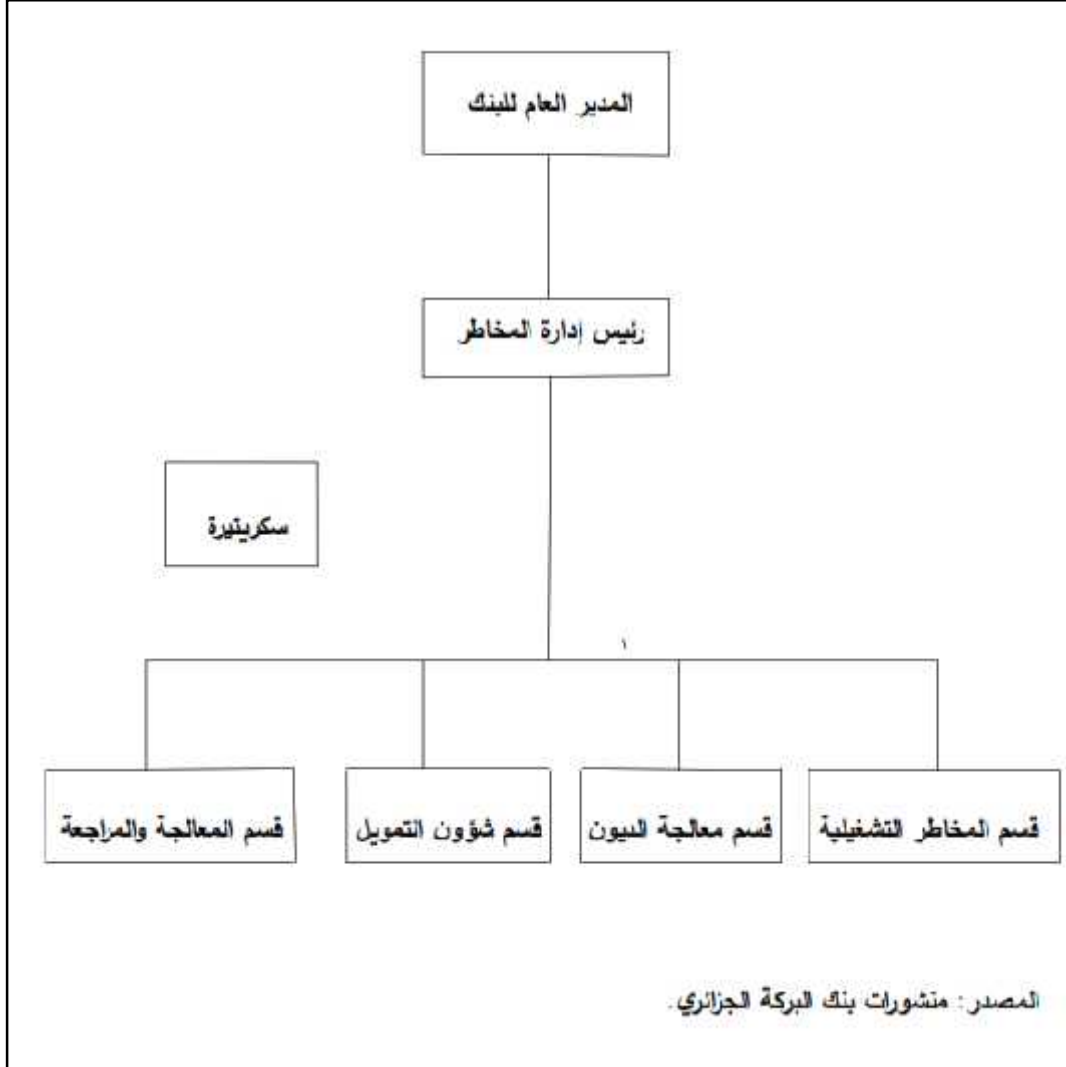 المدير العام للبنك
رئيس إدارة المخاطر
سكريتيرة
١
قسم المخاطر التشغيلية
قسم معالجة الديون
قسم شؤون التمويل
قسم المعالجة والمراجعة
المصدر: منشورات بنك البركة الجزائري.